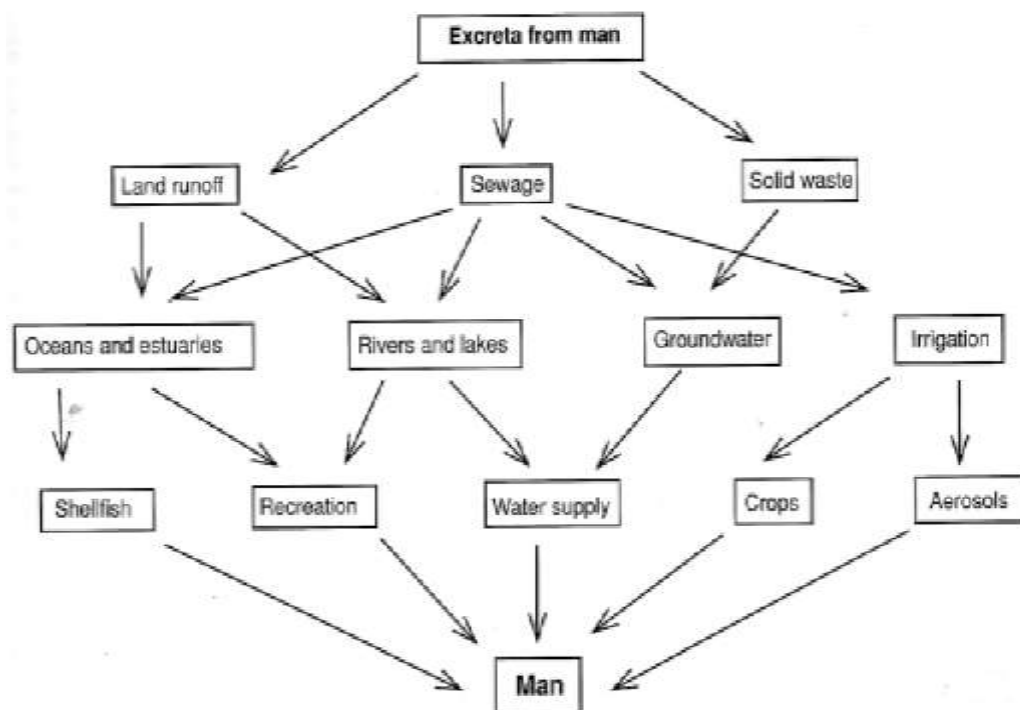 Excreta from man
Land runoff
Sewage
Solid waste
Oceans and estuaries
Rivers and lakes
Groundwater
Irrigation
Shellfish
Recreation
Water supply
Crops
Aerosols
Man